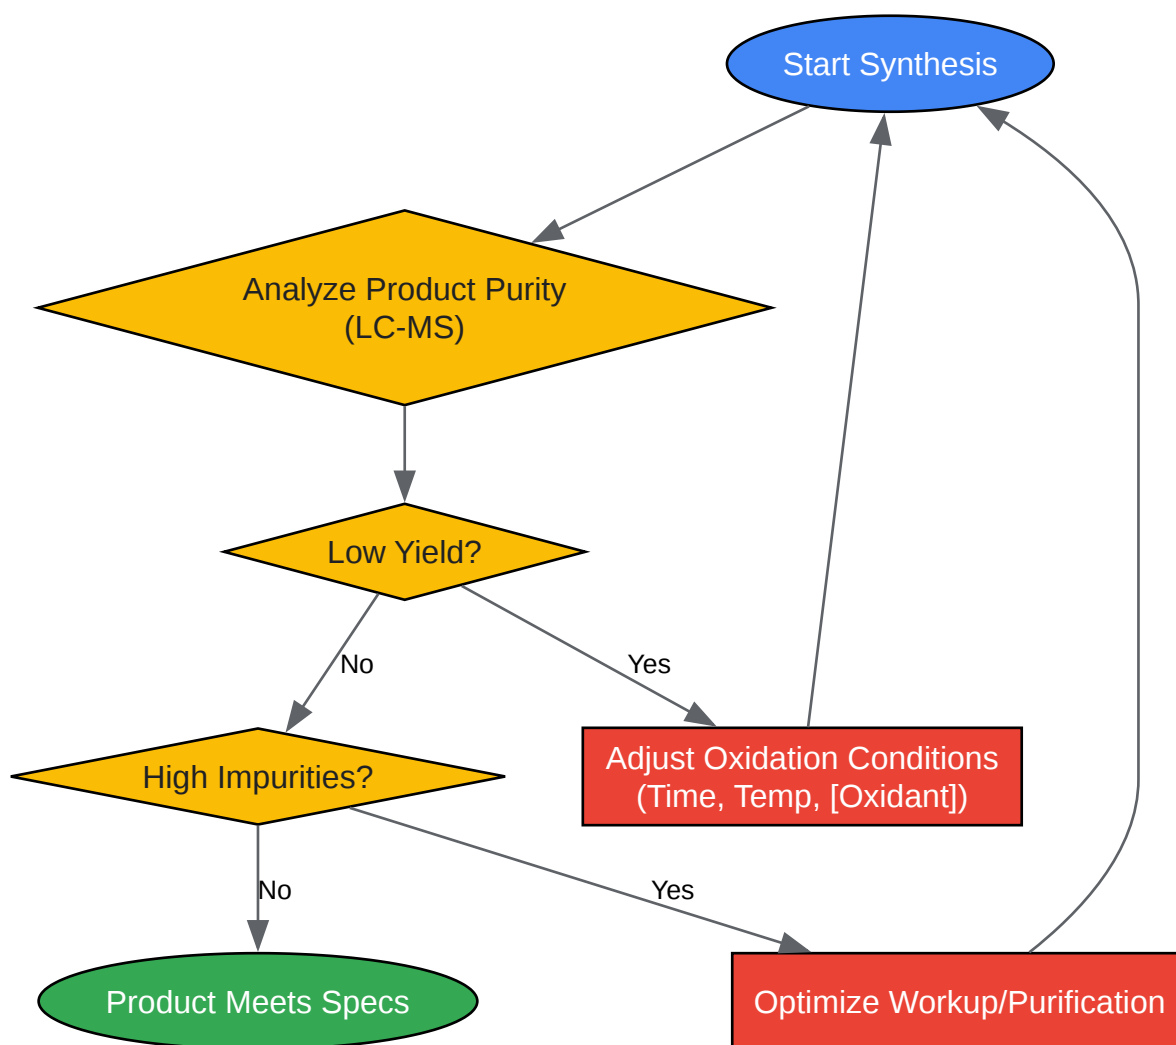 Start Synthesis
Analyze Product Purity
(LC-MS)
Low Yield?
No
Yes
Adjust Oxidation Conditions
(Time, Temp, [Oxidant])
High Impurities?
No
Yes
Product Meets Specs
Optimize Workup/Purification